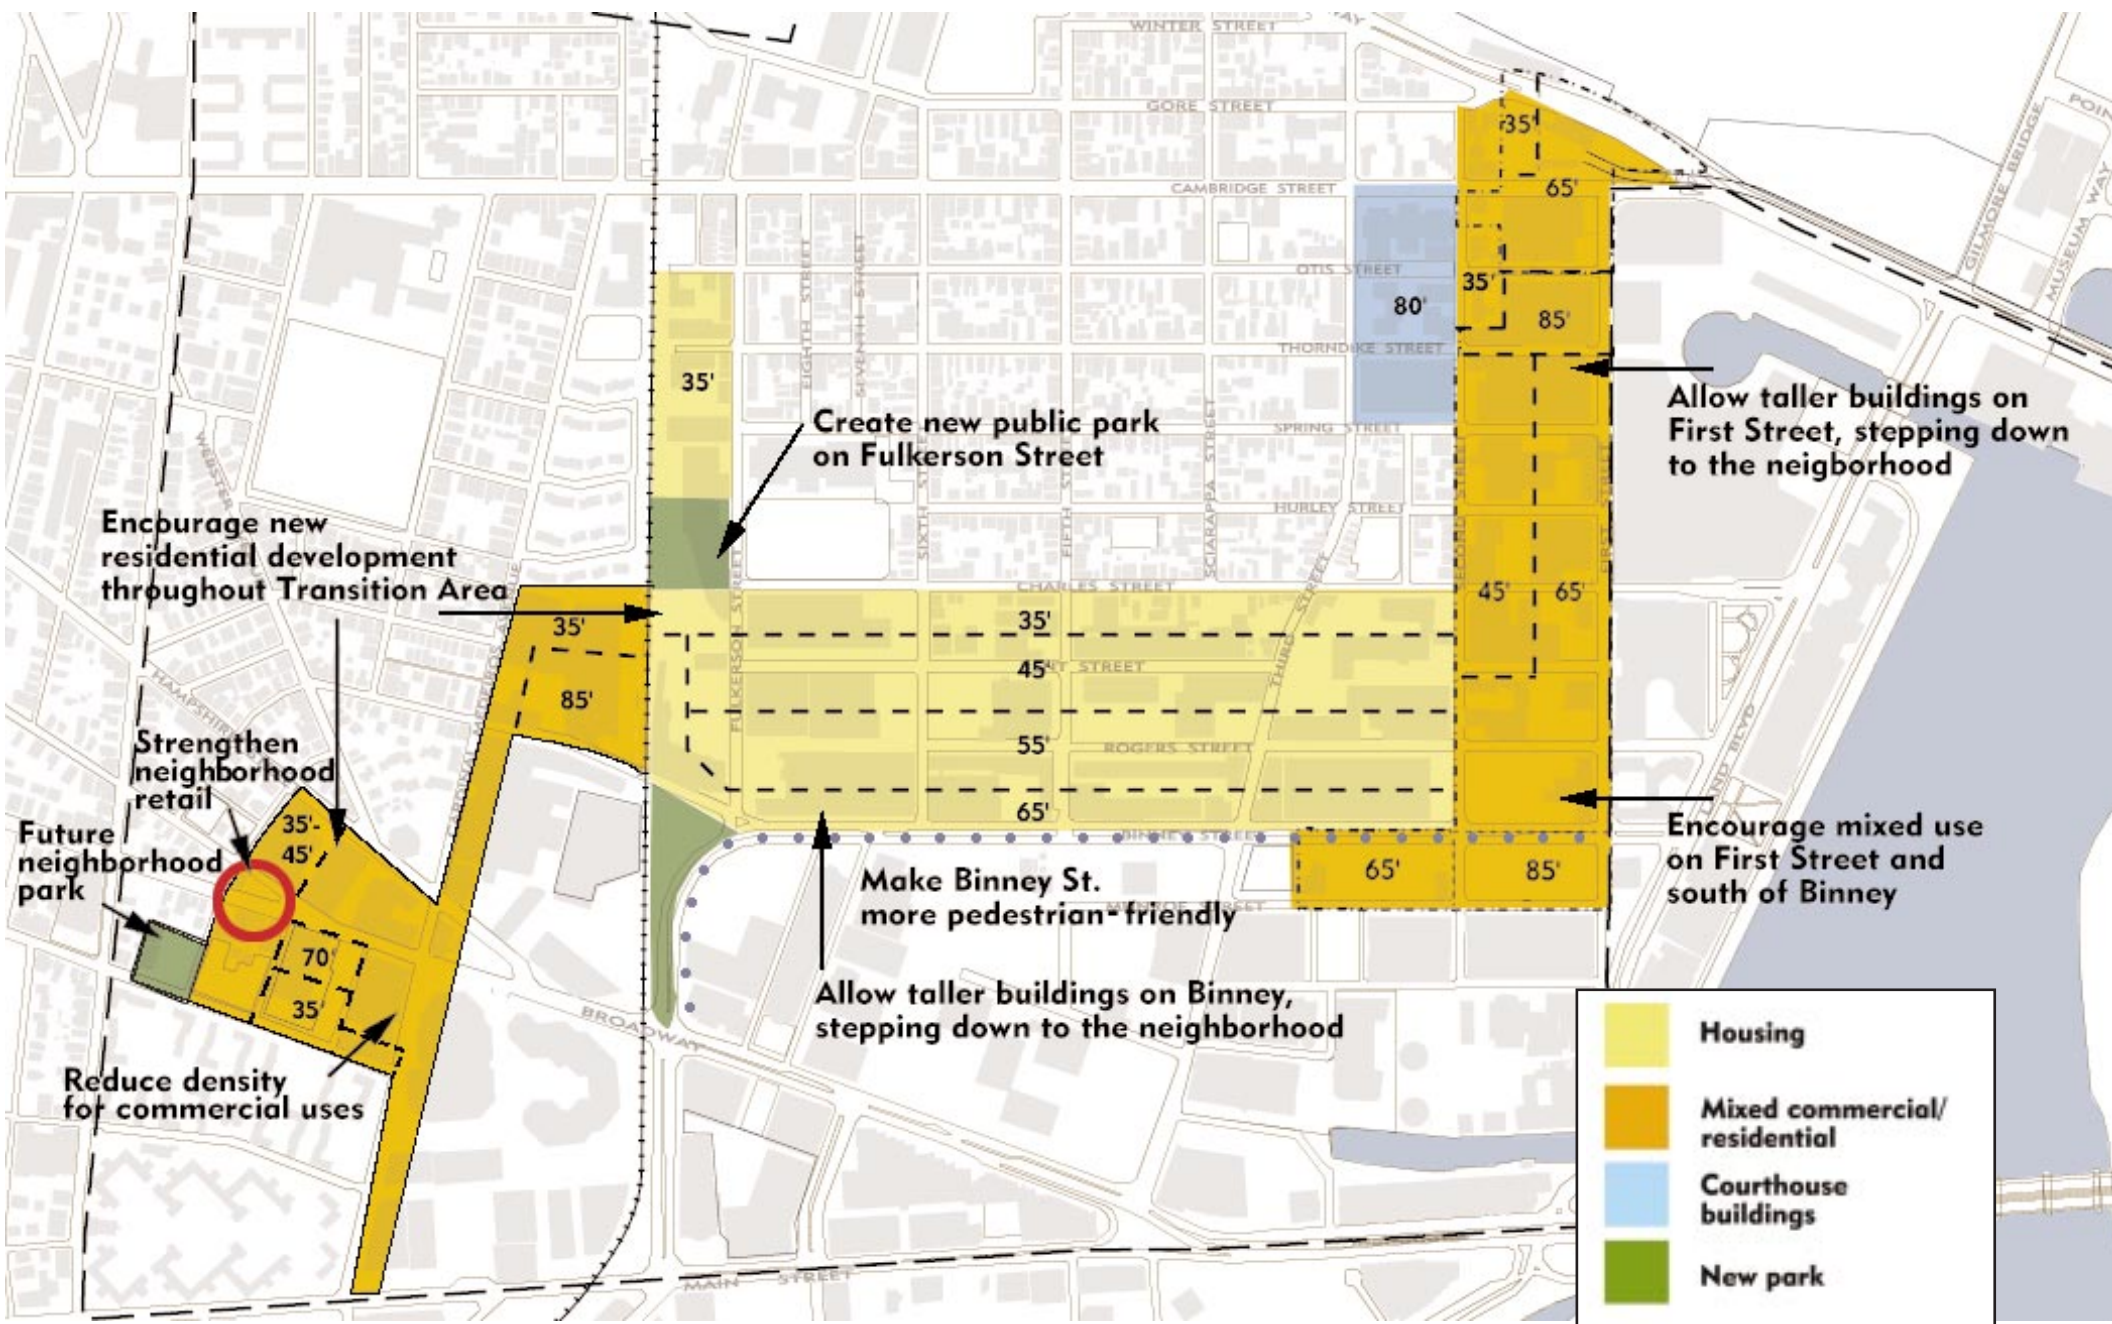 WAY
WINTER STREET
GORE STREET
POINT
GILMORE BRIDGE
MUSEUM WAY
35'
CAMBRIDGE STREET
65'
EIGHTH STREET
SEVENTH STREET
OTIS STREET
35'
80'
85'
THORNDIKE STREET
35'
Allow taller buildings on
First Street, stepping down
to the neigborhood
Create new public park
on Fulkerson Street
SPRING STREET
WEBSTER
SIXTH STREET
FIFTH STREET
SCIARAPPA STREET
SECOND STREET
FIRST STREET
HURLEY STREET
Encourage new
residential development
throughout Transition Area
CHARLES STREET
THIRD STREET
FULKERSON STREET
45'
65'
35'
35'
45'
STREET
85'
HAMPSHIRE
Strengthen
neighborhood
retail
55'
ROGERS STREET
LAND BLVD
65'
BINNEY STREET
35'-
45'
Future
neighborhood
park
Encourage mixed use
on First Street and
south of Binney
Make Binney St.
more pedestrian-friendly
65'
85'
MUNROE STREET
70'
35'
Allow taller buildings on Binney,
stepping down to the neighborhood
BROADWAY
Reduce density
for commercial uses
MAIN STREET
Housing
Mixed commercial/
residential
Courthouse
buildings
New park